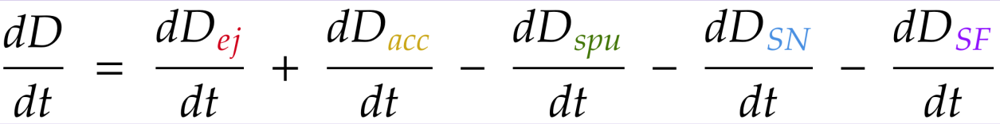 dD/dt = dD_ej/dt + dD_acc/dt − dD_spu/dt − dD_SN/dt − dD_SF/dt